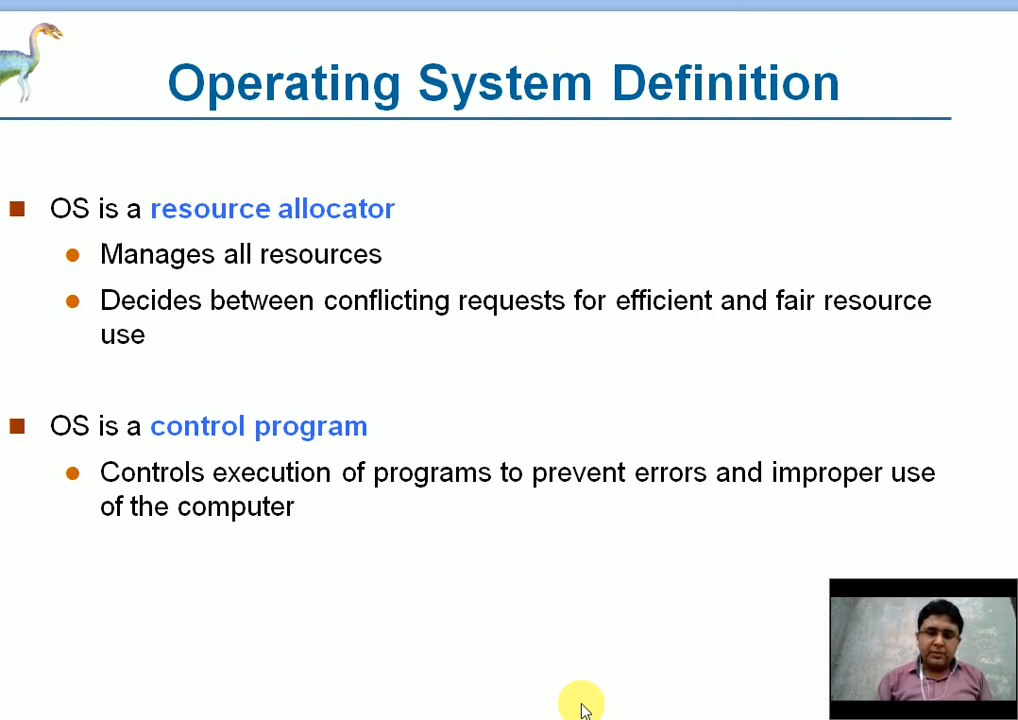 Operating System Definition
OS is a resource allocator
Manages all resources
Decides between conflicting requests for efficient and fair resource
use
OS is a control program
Controls execution of programs to prevent errors and improper use
of the computer